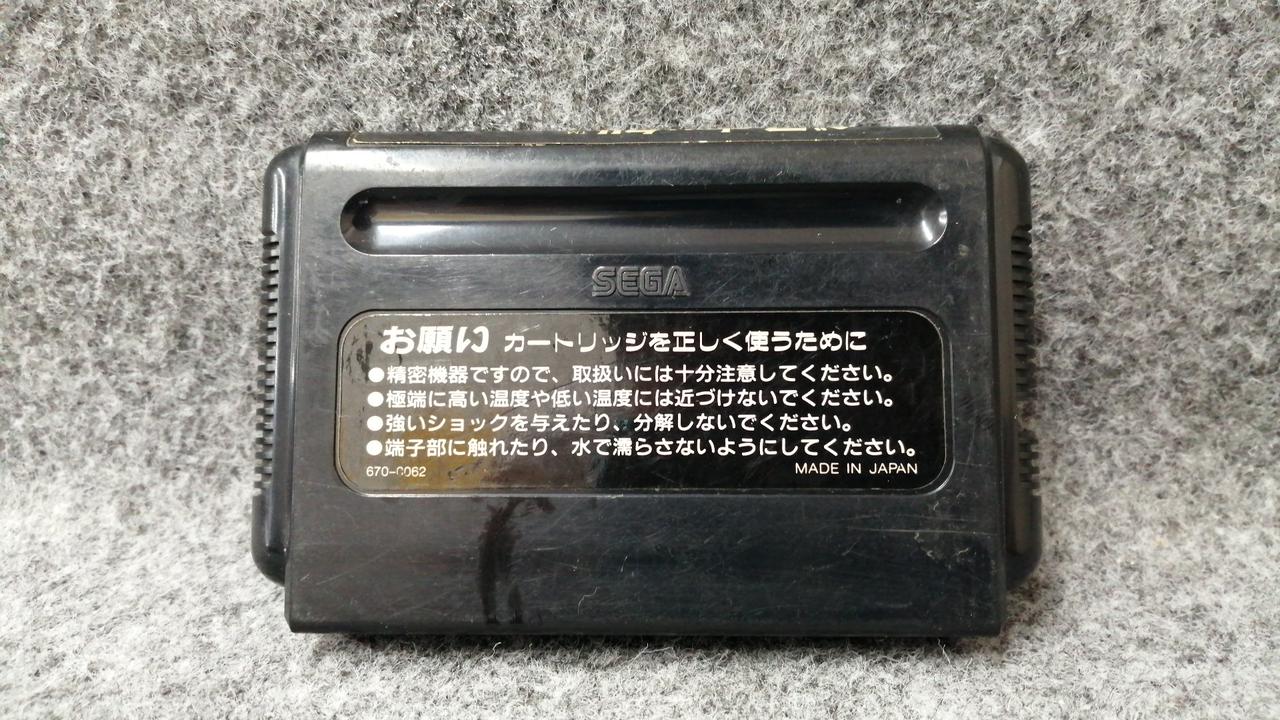 SEGA
お願い カートリッジを正しく使うために
●精密機器ですので、取扱いには十分注意してください。
●極端に高い温度や低い温度には近づけないでください。
●強いショックを与えたり、分解しないでください。
●端子部に触れたり、水で濡らさないようにしてください。
670-0062 MADE IN JAPAN